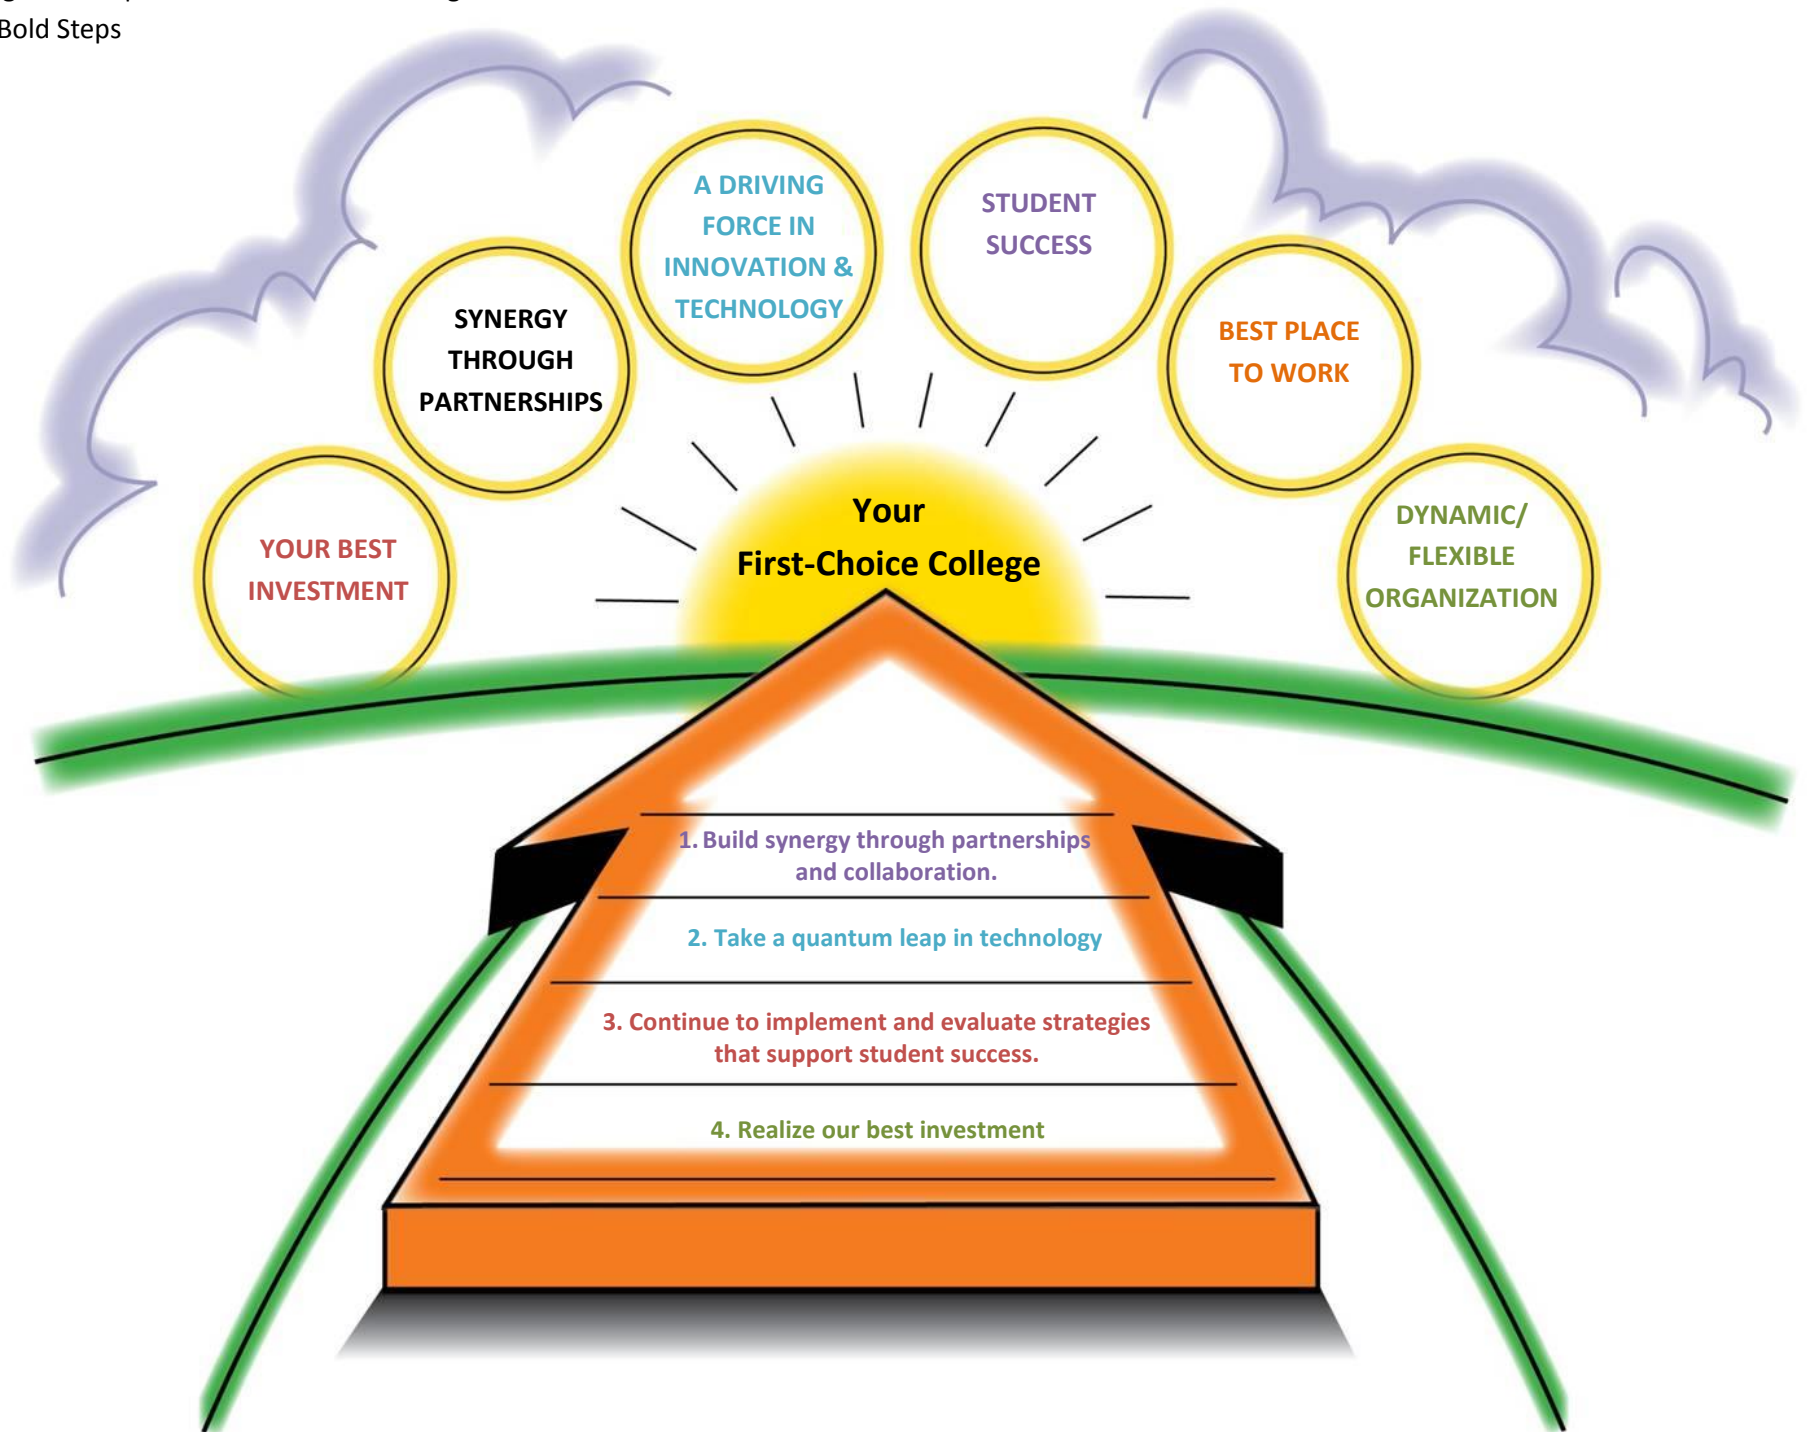 Bold Steps
A DRIVING
FORCE IN
INNOVATION &
TECHNOLOGY
STUDENT
SUCCESS
SYNERGY
THROUGH
PARTNERSHIPS
BEST PLACE
TO WORK
YOUR BEST
INVESTMENT
Your
First-Choice College
DYNAMIC/
FLEXIBLE
ORGANIZATION
1. Build synergy through partnerships
and collaboration.
2. Take a quantum leap in technology
3. Continue to implement and evaluate strategies
that support student success.
4. Realize our best investment